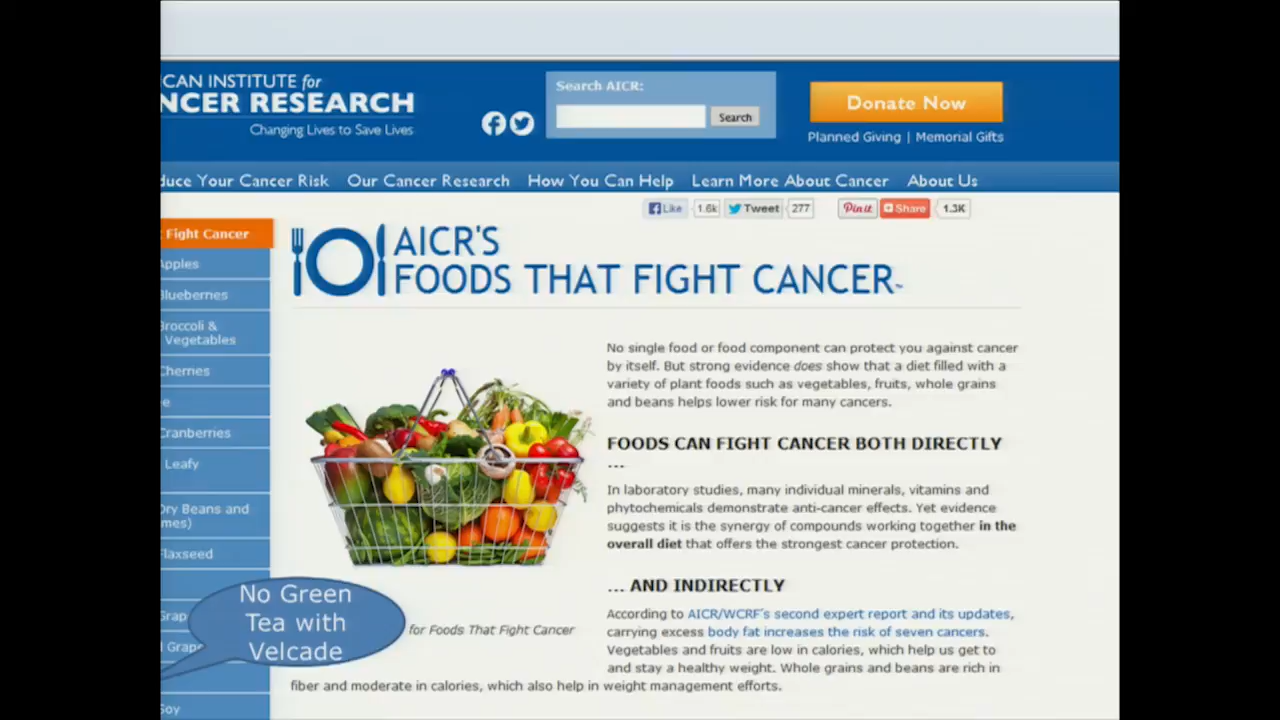 CAN INSTITUTE for
NCER RESEARCH
Changing Lives to Save Lives
Search AICR:
Search
Donate Now
Planned Giving | Memorial Gifts
duce Your Cancer Risk
Our Cancer Research
How You Can Help
Learn More About Cancer
About Us
Like
1.6k
Tweet
277
Pin it
Share
1.3K
t Fight Cancer
Apples
Blueberries
Broccoli &
Vegetables
Cherries
e
Cranberries
Leafy
Dry Beans and
mes)
Flaxseed
Grap
l Grape
Soy
No Green
Tea with
Velcade
AICR'S
FOODS THAT FIGHT CANCER™
for Foods That Fight Cancer
No single food or food component can protect you against cancer
by itself. But strong evidence does show that a diet filled with a
variety of plant foods such as vegetables, fruits, whole grains
and beans helps lower risk for many cancers.
FOODS CAN FIGHT CANCER BOTH DIRECTLY
...
In laboratory studies, many individual minerals, vitamins and
phytochemicals demonstrate anti-cancer effects. Yet evidence
suggests it is the synergy of compounds working together in the
overall diet that offers the strongest cancer protection.
... AND INDIRECTLY
According to AICR/WCRF's second expert report and its updates,
carrying excess body fat increases the risk of seven cancers.
Vegetables and fruits are low in calories, which help us get to
and stay a healthy weight. Whole grains and beans are rich in
fiber and moderate in calories, which also help in weight management efforts.